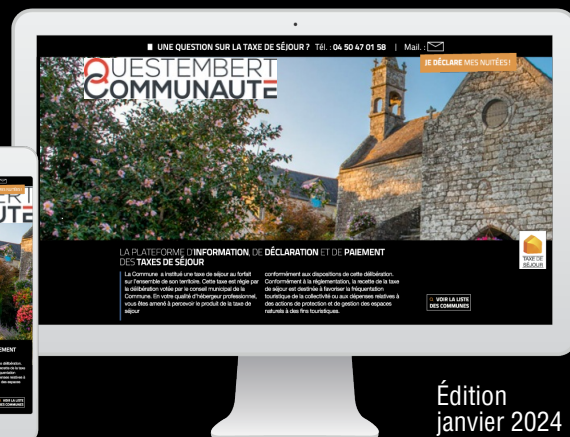 UNE QUESTION SUR LA TAXE DE SÉJOUR ? Tél. : 04 50 47 01 58 | Mail. :
JE DÉCLARE MES NUITÉES !
QUESTEMBERT
COMMUNAUTÉ
LA PLATEFORME D'INFORMATION, DE DÉCLARATION ET DE PAIEMENT
DES TAXES DE SÉJOUR
La Commune a institué une taxe de séjour au forfait
sur l'ensemble de son territoire. Cette taxe est régie par
la délibération votée par le conseil municipal de la
Commune. En votre qualité d'hébergeur professionnel,
vous êtes amené à percevoir le produit de la taxe de
séjour
conformément aux dispositions de cette délibération.
Conformément à la réglementation, la recette de la taxe
de séjour est destinée à favoriser la fréquentation
touristique de la collectivité ou aux dépenses relatives à
des actions de protection et de gestion des espaces
naturels à des fins touristiques.
TAXE DE
SÉJOUR
VOIR LA LISTE
DES COMMUNES
Édition
janvier 2024